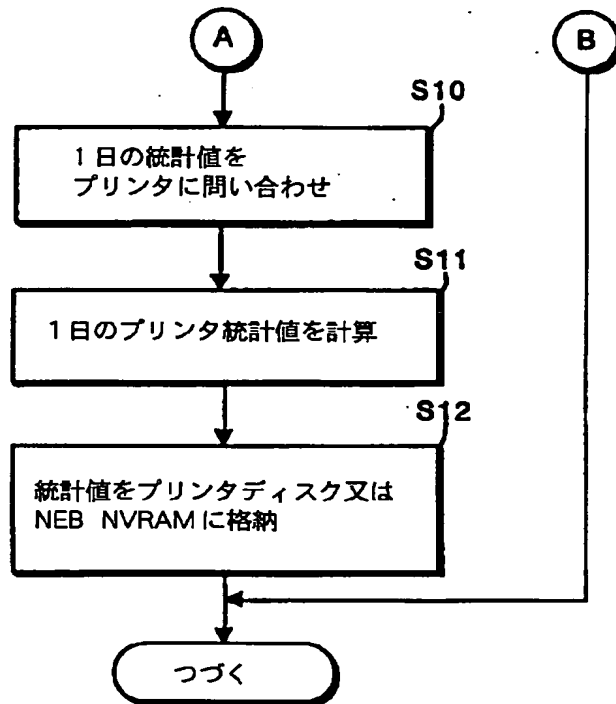 A
B
S10
1日の統計値を
プリンタに問い合わせ
S11
1日のプリンタ統計値を計算
S12
統計値をプリンタディスク又は
NEB NVRAMに格納
つづく